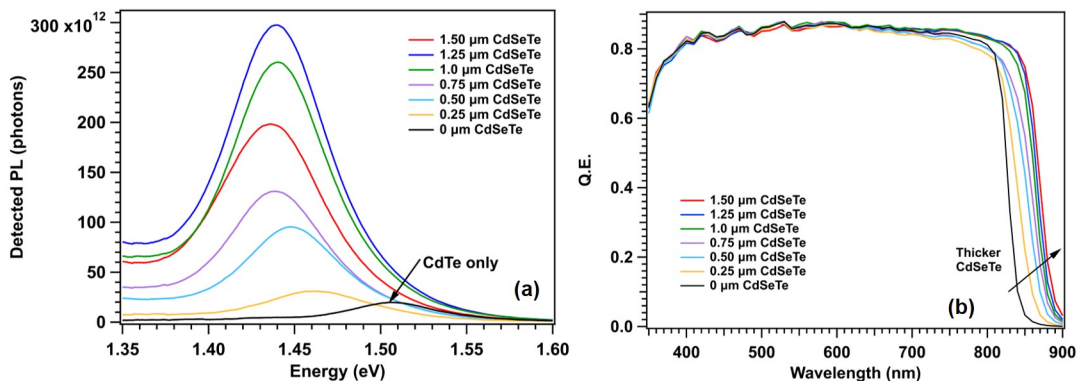 300 x10¹²
250
200
150
100
50
0
Detected PL (photons)
1.35
1.40
1.45
1.50
1.55
1.60
Energy (eV)
1.50 µm CdSeTe
1.25 µm CdSeTe
1.0 µm CdSeTe
0.75 µm CdSeTe
0.50 µm CdSeTe
0.25 µm CdSeTe
0 µm CdSeTe
CdTe only
(a)
0.8
0.6
0.4
0.2
0.0
Q.E.
400
500
600
700
800
900
Wavelength (nm)
1.50 µm CdSeTe
1.25 µm CdSeTe
1.0 µm CdSeTe
0.75 µm CdSeTe
0.50 µm CdSeTe
0.25 µm CdSeTe
0 µm CdSeTe
Thicker
CdSeTe
(b)